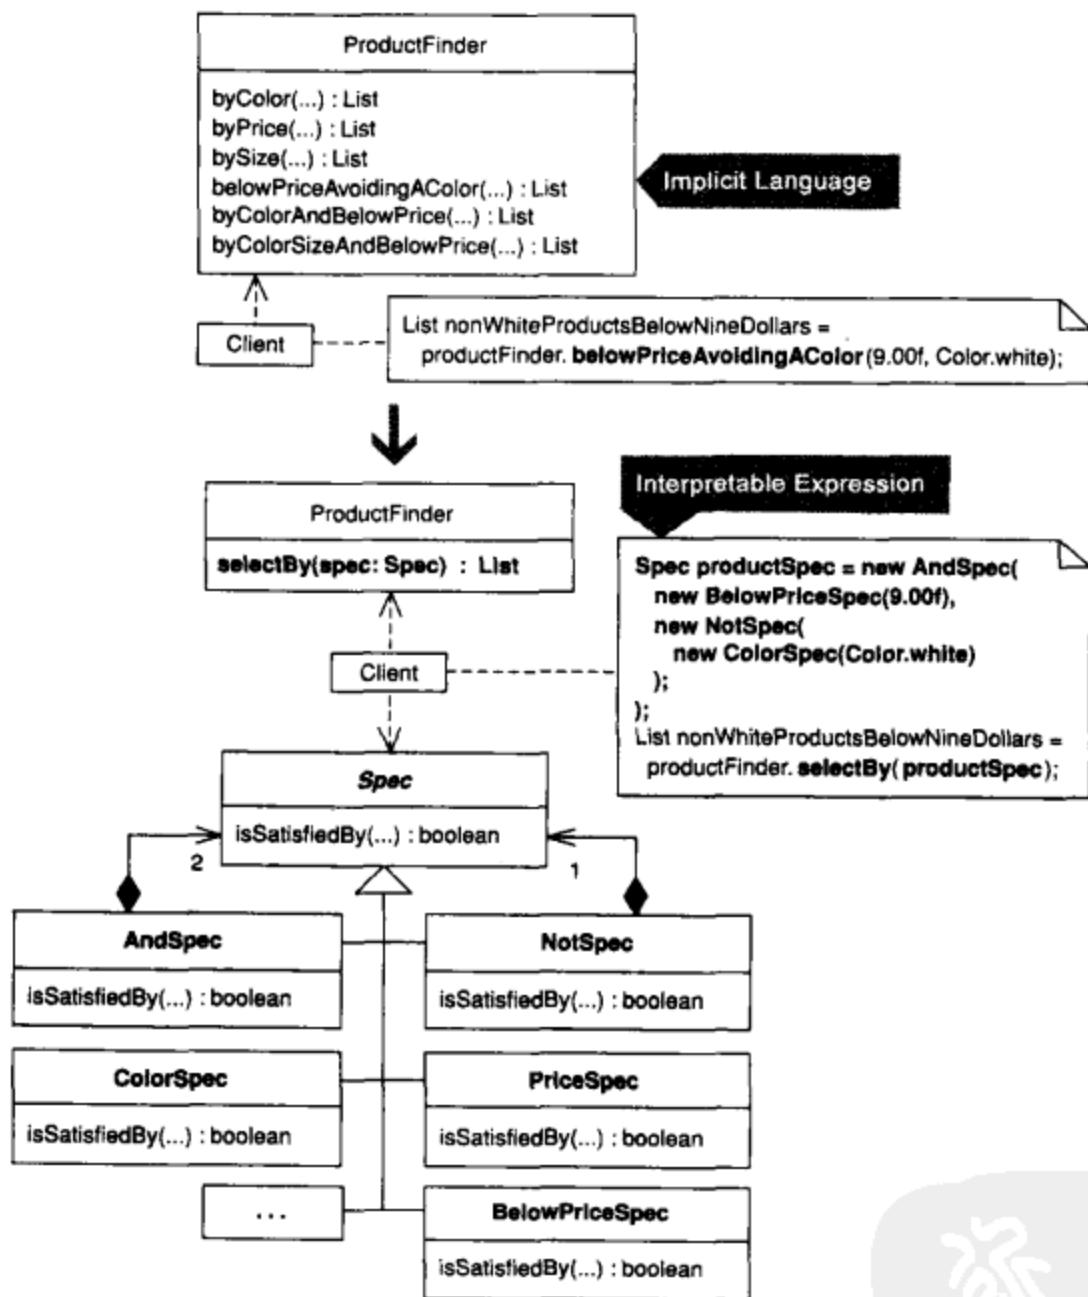 ProductFinder
byColor(...) : List
byPrice(...) : List
bySize(...) : List
belowPriceAvoidingAColor(...) : List
byColorAndBelowPrice(...) : List
byColorSizeAndBelowPrice(...) : List
Implicit Language
Client
List nonWhiteProductsBelowNineDollars =
productFinder. belowPriceAvoidingAColor(9.00f, Color.white);
ProductFinder
selectBy(spec: Spec) : List
Interpretable Expression
Client
Spec productSpec = new AndSpec(
new BelowPriceSpec(9.00f),
new NotSpec(
new ColorSpec(Color.white)
);
);
List nonWhiteProductsBelowNineDollars =
productFinder. selectBy( productSpec);
Spec
isSatisfiedBy(...) : boolean
2
1
AndSpec
isSatisfiedBy(...) : boolean
NotSpec
isSatisfiedBy(...) : boolean
ColorSpec
isSatisfiedBy(...) : boolean
PriceSpec
isSatisfiedBy(...) : boolean
...
BelowPriceSpec
isSatisfiedBy(...) : boolean